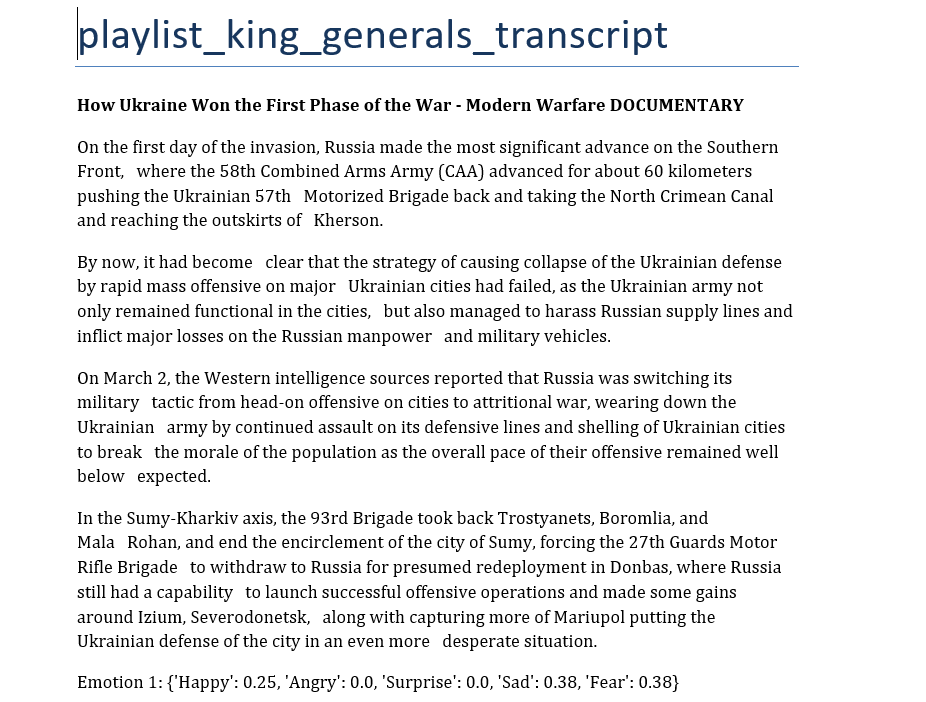 playlist_king_generals_transcript
How Ukraine Won the First Phase of the War - Modern Warfare DOCUMENTARY
On the first day of the invasion, Russia made the most significant advance on the Southern
Front,   where the 58th Combined Arms Army (CAA) advanced for about 60 kilometers
pushing the Ukrainian 57th   Motorized Brigade back and taking the North Crimean Canal
and reaching the outskirts of   Kherson.
By now, it had become   clear that the strategy of causing collapse of the Ukrainian defense
by rapid mass offensive on major   Ukrainian cities had failed, as the Ukrainian army not
only remained functional in the cities,   but also managed to harass Russian supply lines and
inflict major losses on the Russian manpower   and military vehicles.
On March 2, the Western intelligence sources reported that Russia was switching its
military   tactic from head-on offensive on cities to attritional war, wearing down the
Ukrainian   army by continued assault on its defensive lines and shelling of Ukrainian cities
to break   the morale of the population as the overall pace of their offensive remained well
below   expected.
In the Sumy-Kharkiv axis, the 93rd Brigade took back Trostyanets, Boromlia, and
Mala   Rohan, and end the encirclement of the city of Sumy, forcing the 27th Guards Motor
Rifle Brigade   to withdraw to Russia for presumed redeployment in Donbas, where Russia
still had a capability   to launch successful offensive operations and made some gains
around Izium, Severodonetsk,   along with capturing more of Mariupol putting the
Ukrainian defense of the city in an even more   desperate situation.
Emotion 1: {'Happy': 0.25, 'Angry': 0.0, 'Surprise': 0.0, 'Sad': 0.38, 'Fear': 0.38}